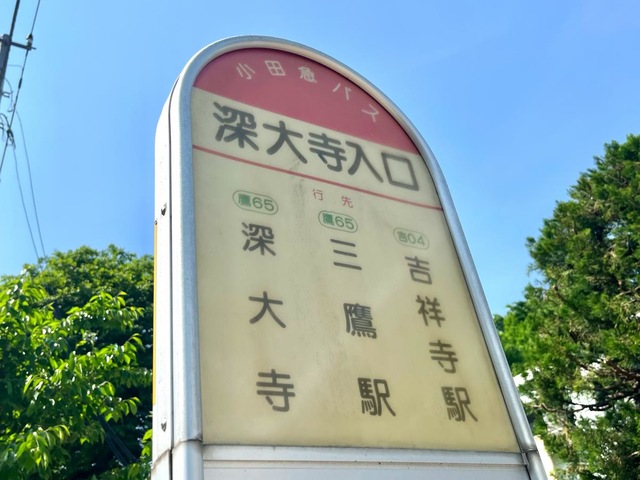 小田急バス
深大寺入口
行先
鷹65
深大寺
鷹65
三鷹駅
吉04
吉祥寺駅